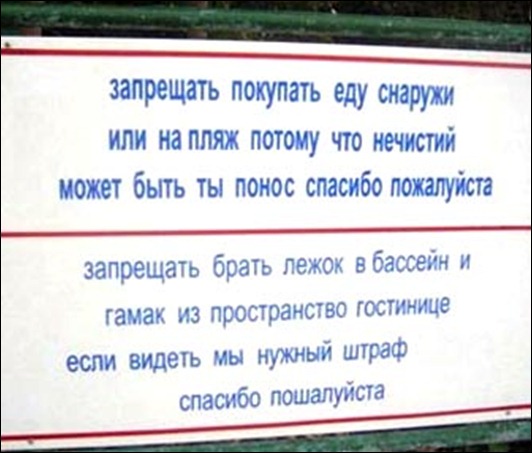 запрещать покупать еду снаружи
или на пляж потому что нечистий
может быть ты понос спасибо пожалуйста
запрещать брать лежок в бассейн и
гамак из пространство гостинице
если видеть мы нужный штраф
спасибо пошалуйста